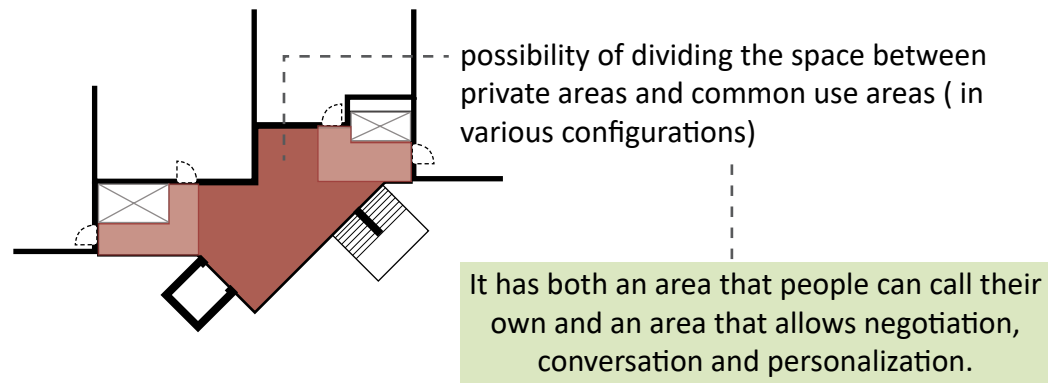 possibility of dividing the space between
private areas and common use areas ( in
various configurations)
It has both an area that people can call their
own and an area that allows negotiation,
conversation and personalization.